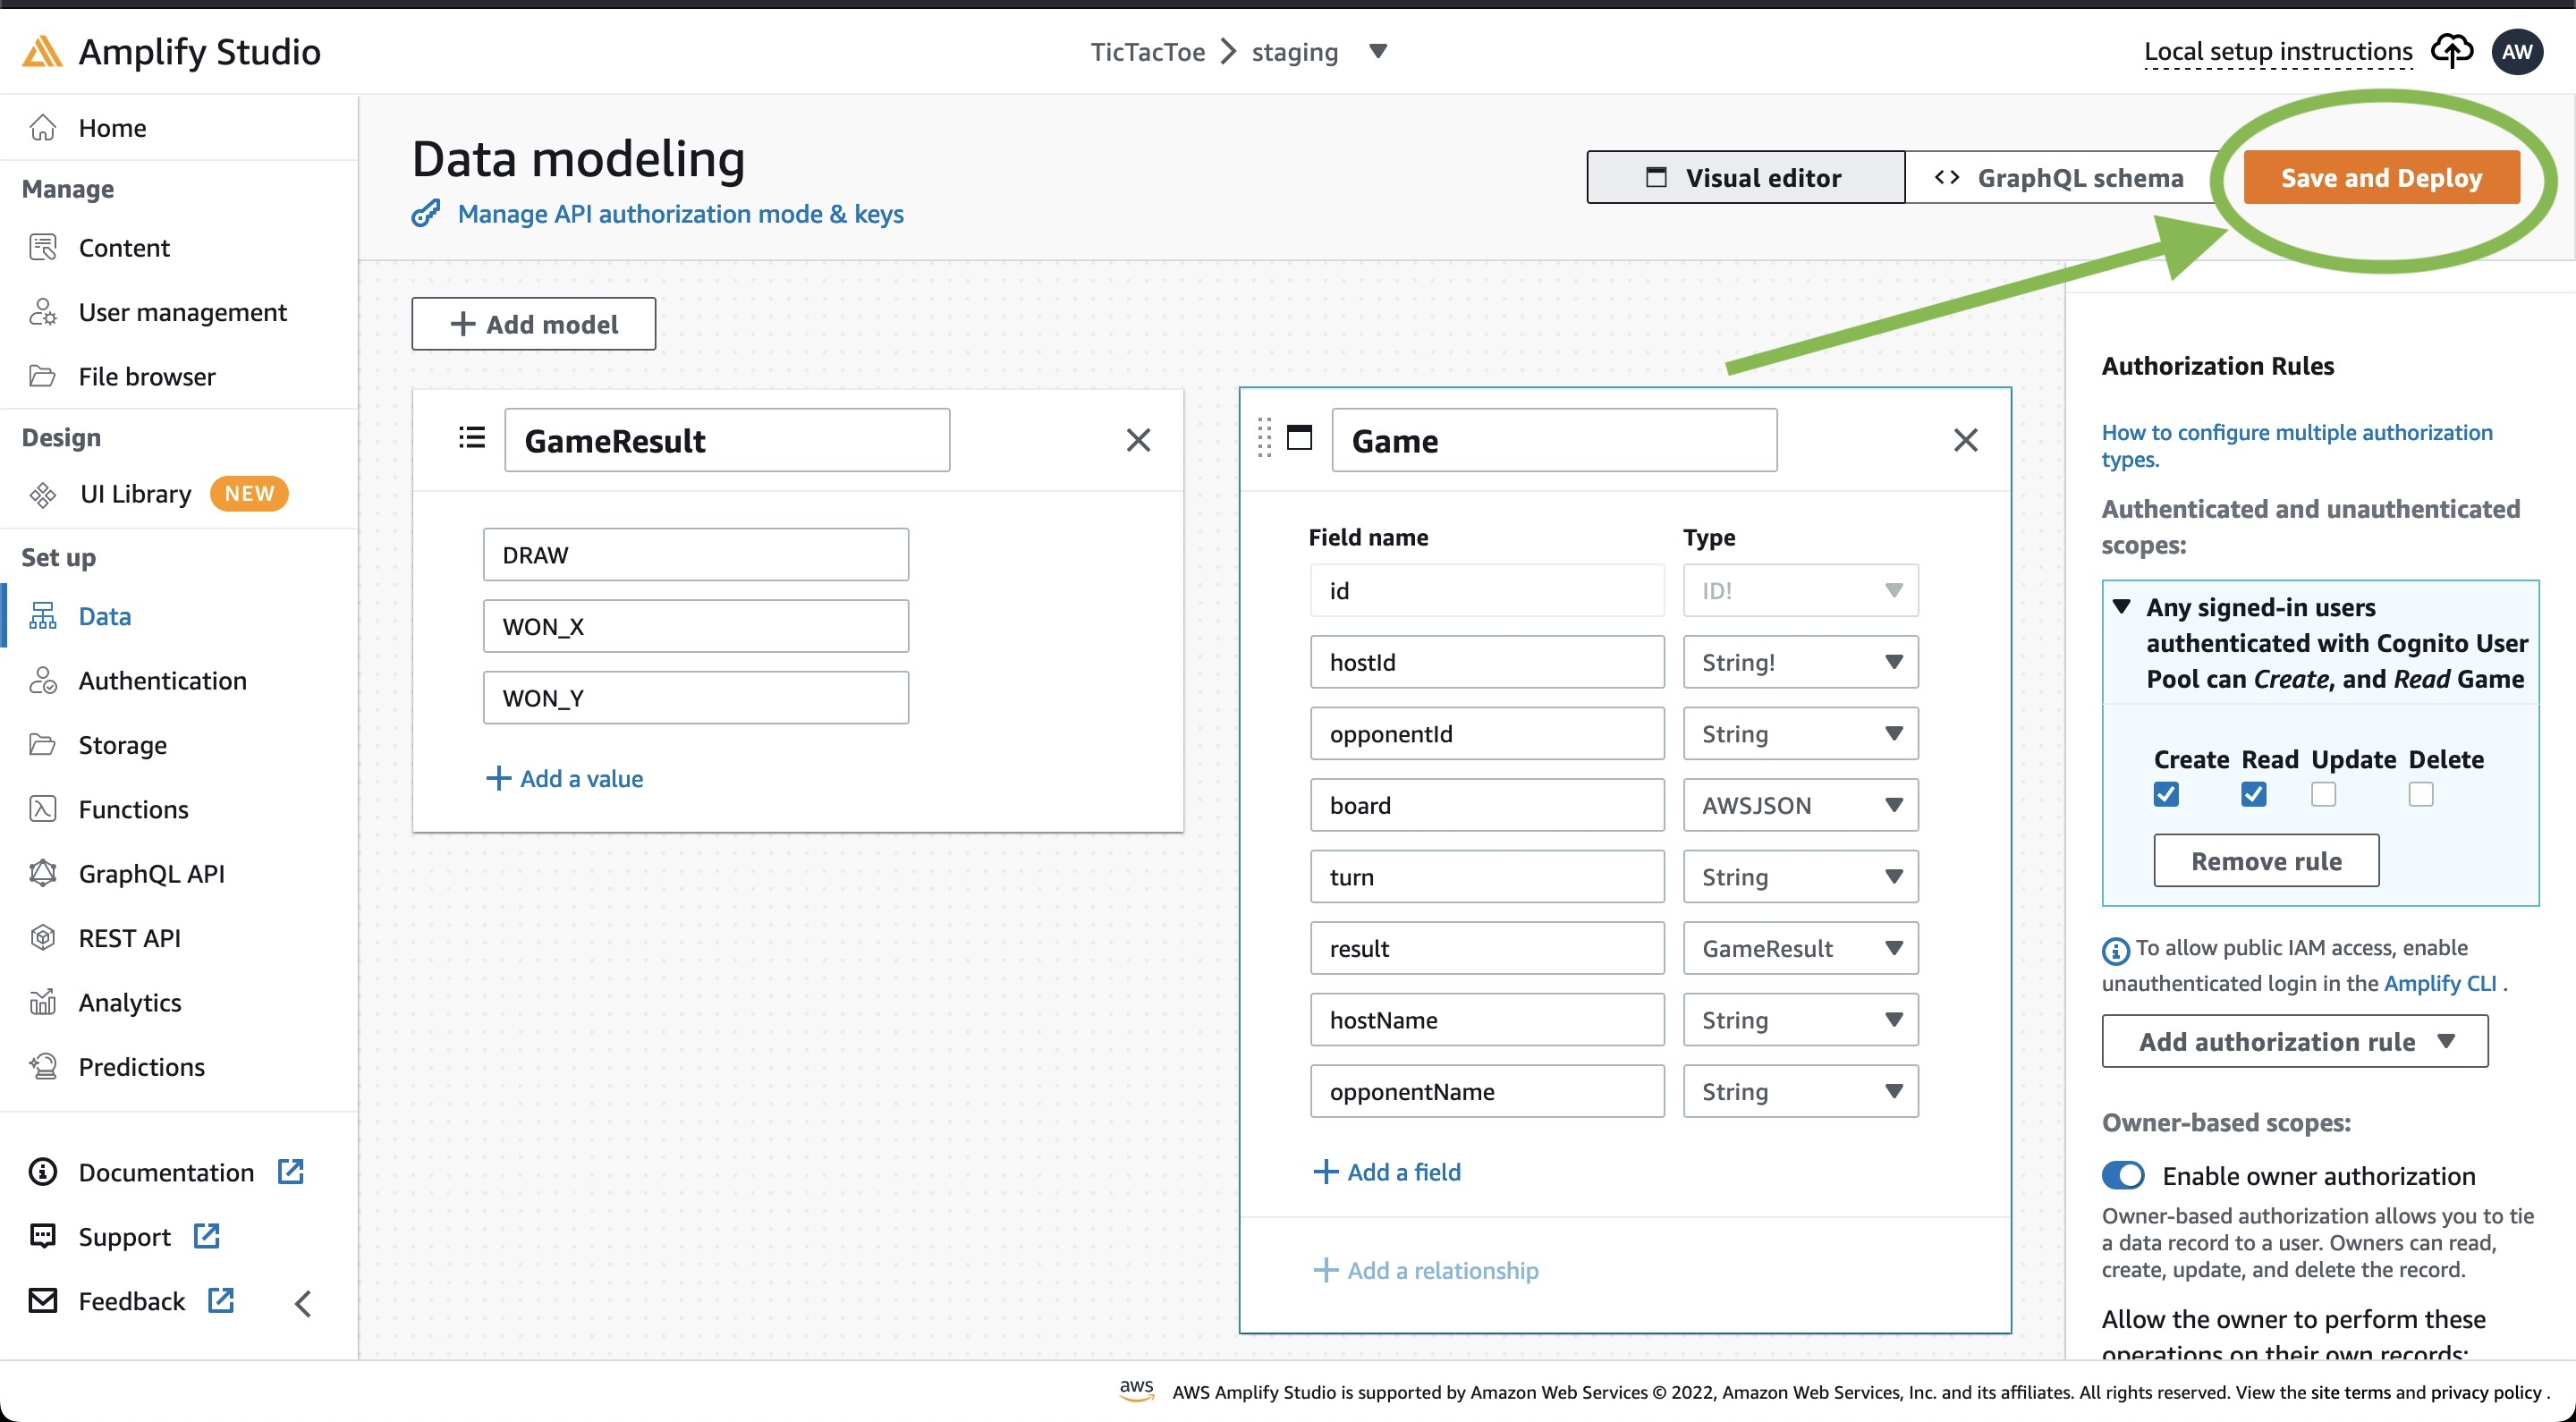 Amplify Studio
TicTacToe > staging
Local setup instructions
AW
Home
Manage
Content
User management
File browser
Design
UI Library NEW
Set up
Data
Authentication
Storage
Functions
GraphQL API
REST API
Analytics
Predictions
Documentation
Support
Feedback
Data modeling
Manage API authorization mode & keys
Visual editor
<> GraphQL schema
Save and Deploy
+ Add model
GameResult
DRAW
WON_X
WON_Y
+ Add a value
Game
Field name Type
id ID!
hostId String!
opponentId String
board AWSJSON
turn String
result GameResult
hostName String
opponentName String
+ Add a field
+ Add a relationship
Authorization Rules
How to configure multiple authorization
types.
Authenticated and unauthenticated
scopes:
Any signed-in users
authenticated with Cognito User
Pool can Create, and Read Game
Create Read Update Delete
Remove rule
To allow public IAM access, enable
unauthenticated login in the Amplify CLI .
Add authorization rule
Owner-based scopes:
Enable owner authorization
Owner-based authorization allows you to tie
a data record to a user. Owners can read,
create, update, and delete the record.
Allow the owner to perform these
operations on their own records:
aws AWS Amplify Studio is supported by Amazon Web Services © 2022, Amazon Web Services, Inc. and its affiliates. All rights reserved. View the site terms and privacy policy .